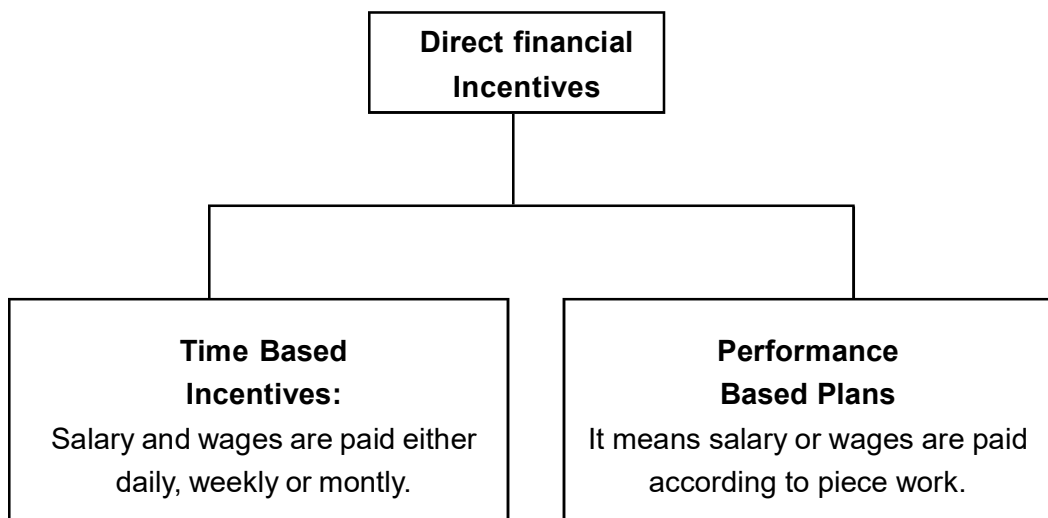 Direct financial
Incentives
Time Based
Incentives:
Salary and wages are paid either
daily, weekly or montly.
Performance
Based Plans
It means salary or wages are paid
according to piece work.